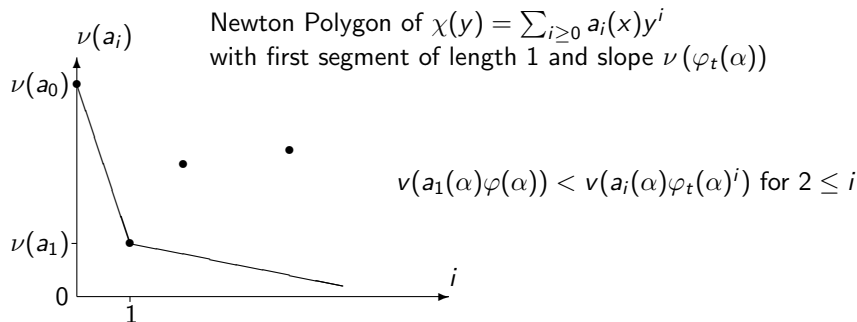 Newton Polygon of χ(y) = ∑_{i≥0} a_i(x)y^i
with first segment of length 1 and slope ν (φ_t(α))
ν(a_i)
ν(a_0)
v(a_1(α)φ(α)) < v(a_i(α)φ_t(α)^i) for 2 ≤ i
ν(a_1)
i
0
1